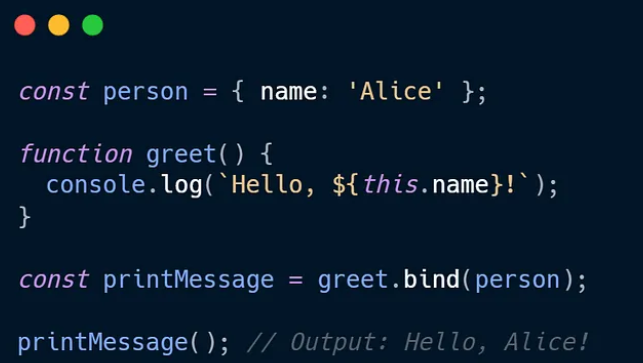 const person = { name: 'Alice' };
function greet() {
  console.log(`Hello, ${this.name}!`);
}
const printMessage = greet.bind(person);
printMessage(); // Output: Hello, Alice!